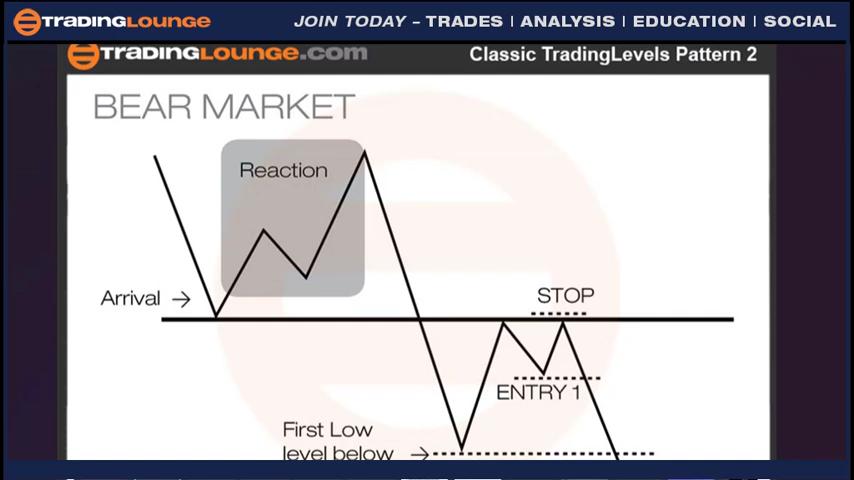 TRADINGLOUNGE JOIN TODAY – TRADES | ANALYSIS | EDUCATION | SOCIAL
TRADINGLOUNGE.com Classic TradingLevels Pattern 2
BEAR MARKET
Reaction
Arrival
STOP
ENTRY 1
First Low
level below